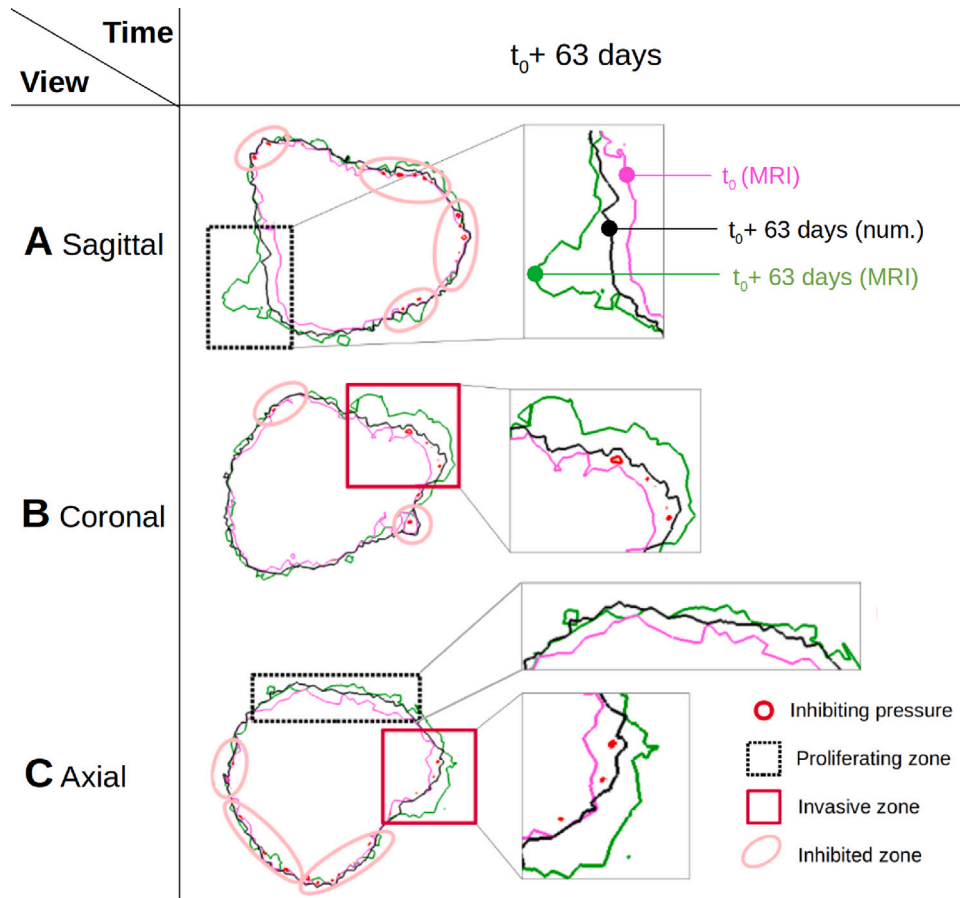 Time
View
t₀+ 63 days
A Sagittal
t₀ (MRI)
t₀+ 63 days (num.)
t₀+ 63 days (MRI)
B Coronal
C Axial
Inhibiting pressure
Proliferating zone
Invasive zone
Inhibited zone